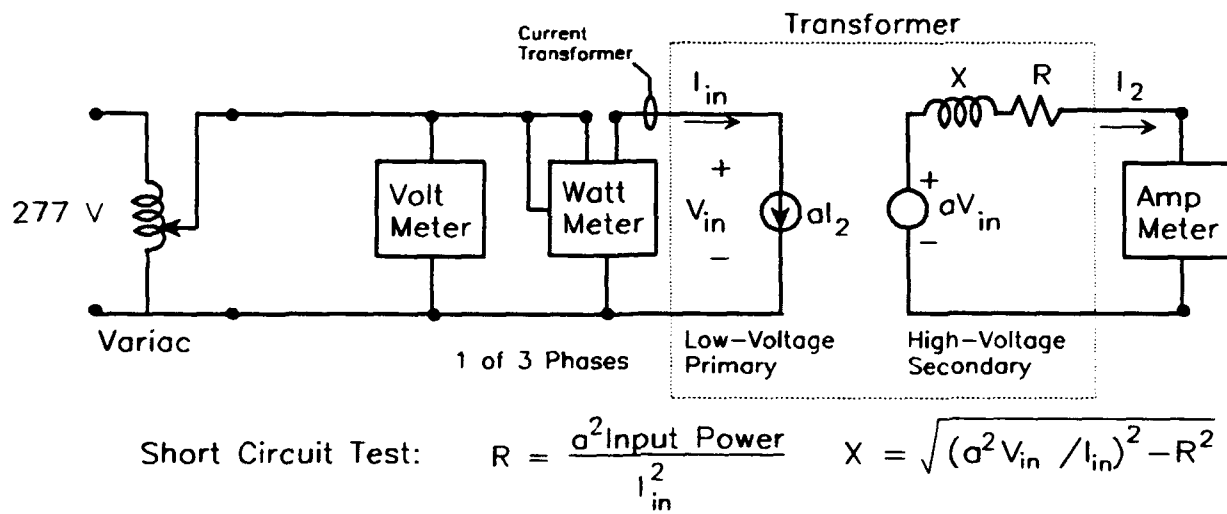 Transformer
Current
Transformer
I_in
X
R
I_2
277 V
Volt
Meter
Watt
Meter
+
V_in
−
aI_2
+
aV_in
−
Amp
Meter
Variac
1 of 3 Phases
Low−Voltage
Primary
High−Voltage
Secondary
Short Circuit Test: R = a²Input Power / I_in² X = √((a²V_in /I_in)² −R²)